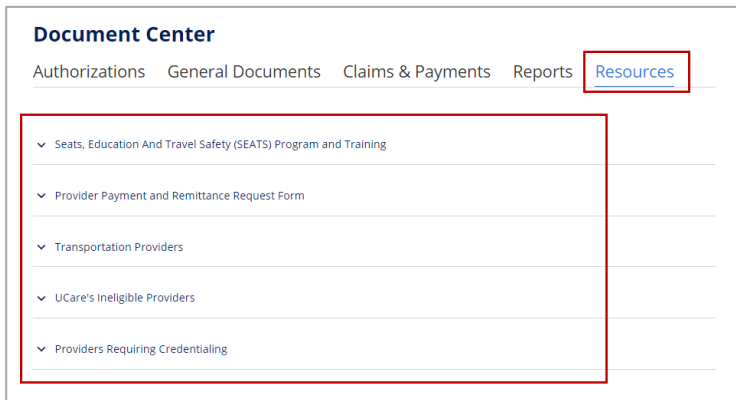 Document Center
Authorizations General Documents Claims & Payments Reports Resources
Seats, Education And Travel Safety (SEATS) Program and Training
Provider Payment and Remittance Request Form
Transportation Providers
UCare's Ineligible Providers
Providers Requiring Credentialing